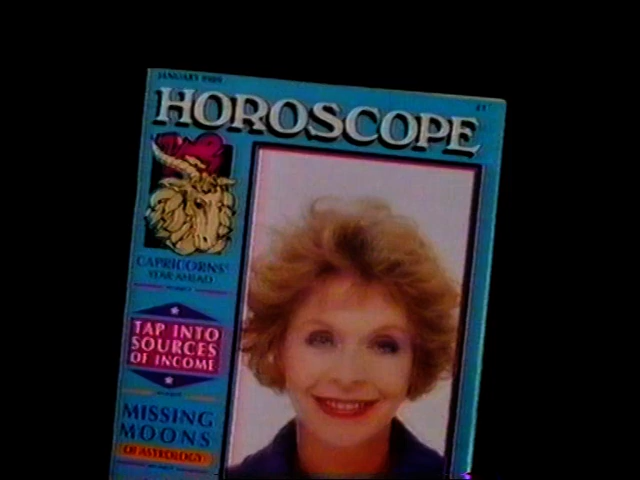 JANUARY 1989
HOROSCOPE
CAPRICORNS'
YEAR AHEAD
TAP INTO
SOURCES
OF INCOME
MISSING
MOONS
OF ASTROLOGY